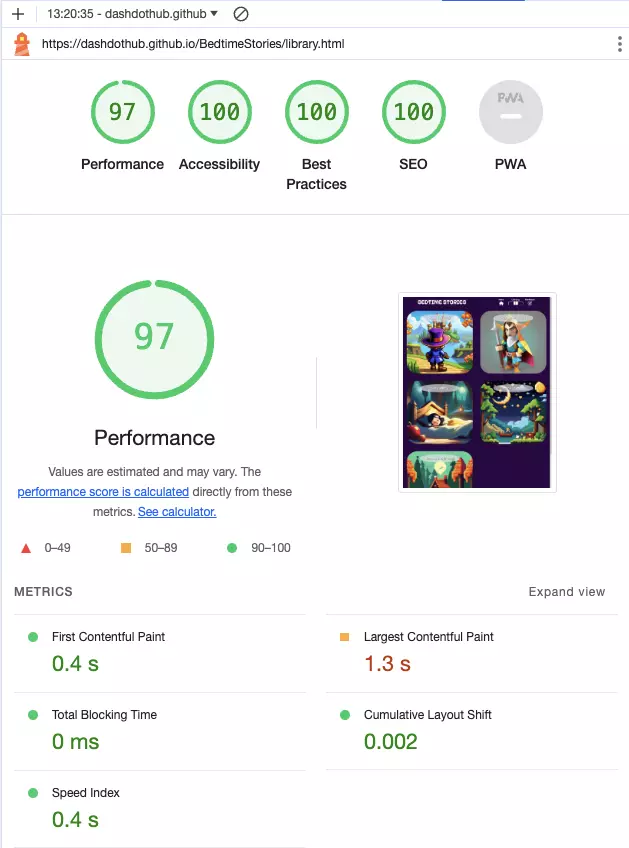 13:20:35 - dashdothub.github
https://dashdothub.github.io/BedtimeStories/library.html
97 100 100 100 PWA
Performance Accessibility Best Practices SEO PWA
97
BEDTIME STORIES
Performance
Values are estimated and may vary. The
performance score is calculated directly from these
metrics. See calculator.
0–49 50–89 90–100
METRICS Expand view
First Contentful Paint Largest Contentful Paint
0.4 s 1.3 s
Total Blocking Time Cumulative Layout Shift
0 ms 0.002
Speed Index
0.4 s